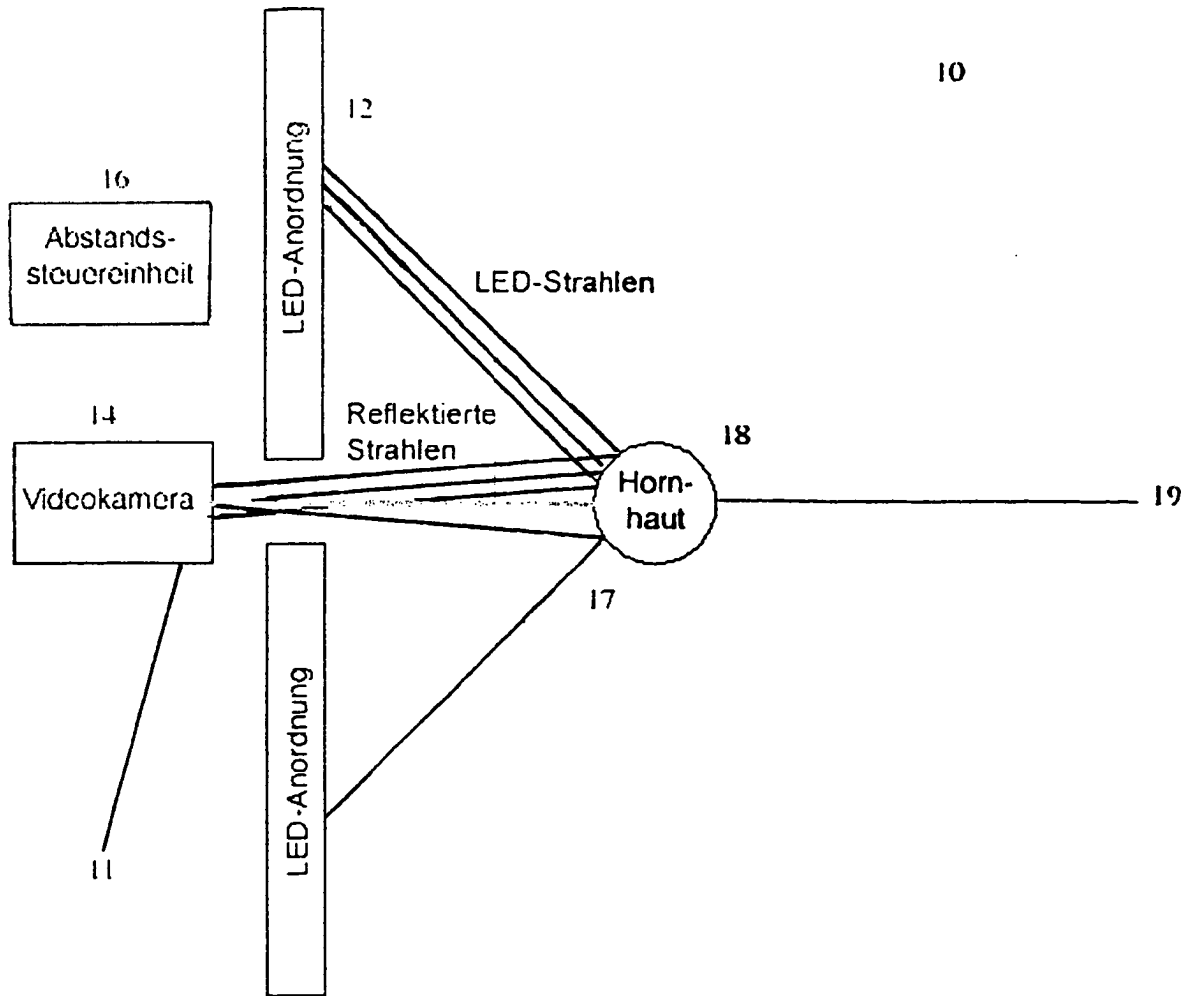 10
12
LED-Anordnung
16
Abstands-
steuereinheit
LED-Strahlen
14
Reflektierte
Strahlen
18
Videokamera
Horn-
haut
19
17
LED-Anordnung
11